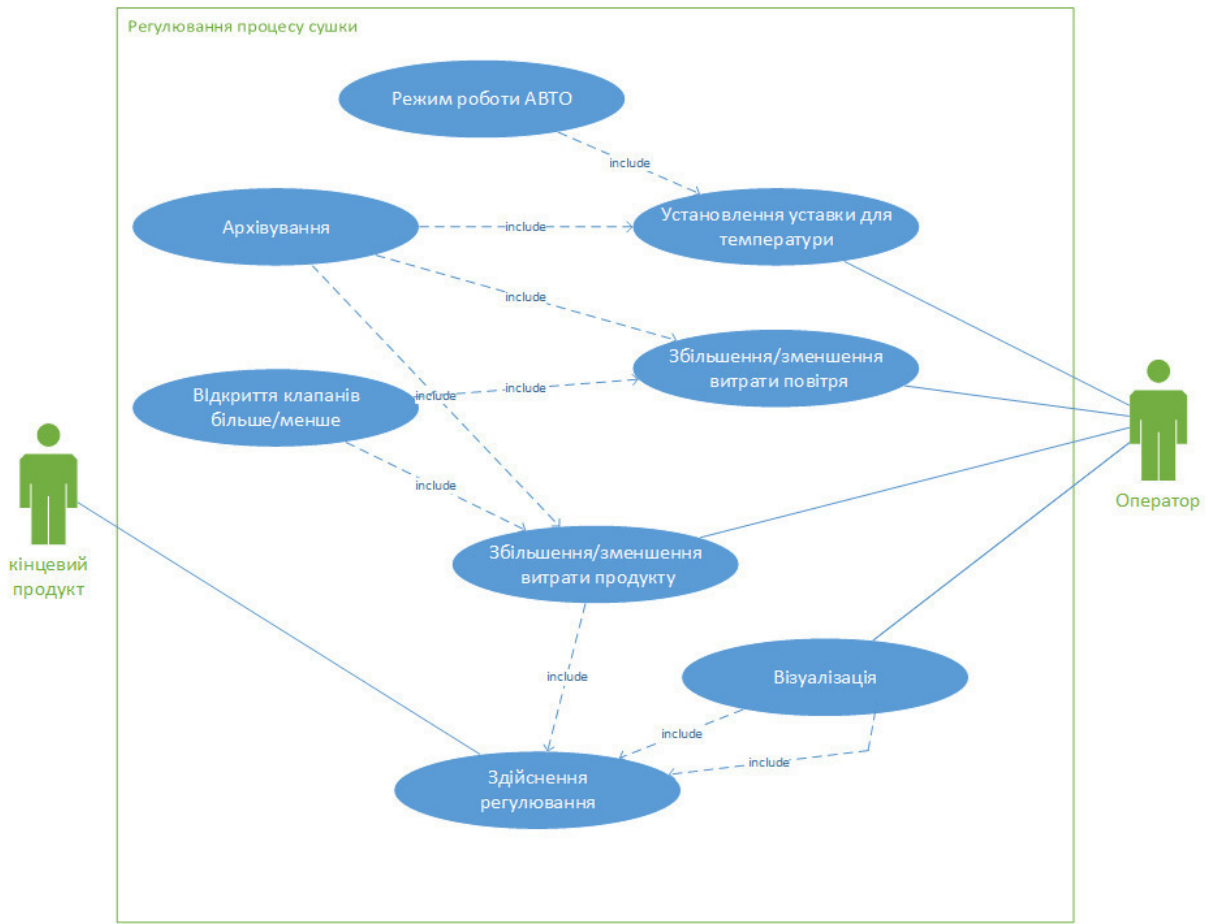 Регулювання процесу сушки
Режим роботи АВТО
include
Архівування
include
Установлення уставки для
температури
include
Збільшення/зменшення
витрати повітря
ВІдкриття клапанів
більше/менше
include
include
include
Оператор
кінцевий
продукт
Збільшення/зменшення
витрати продукту
include
Візуалізація
include
include
Здійснення
регулювання